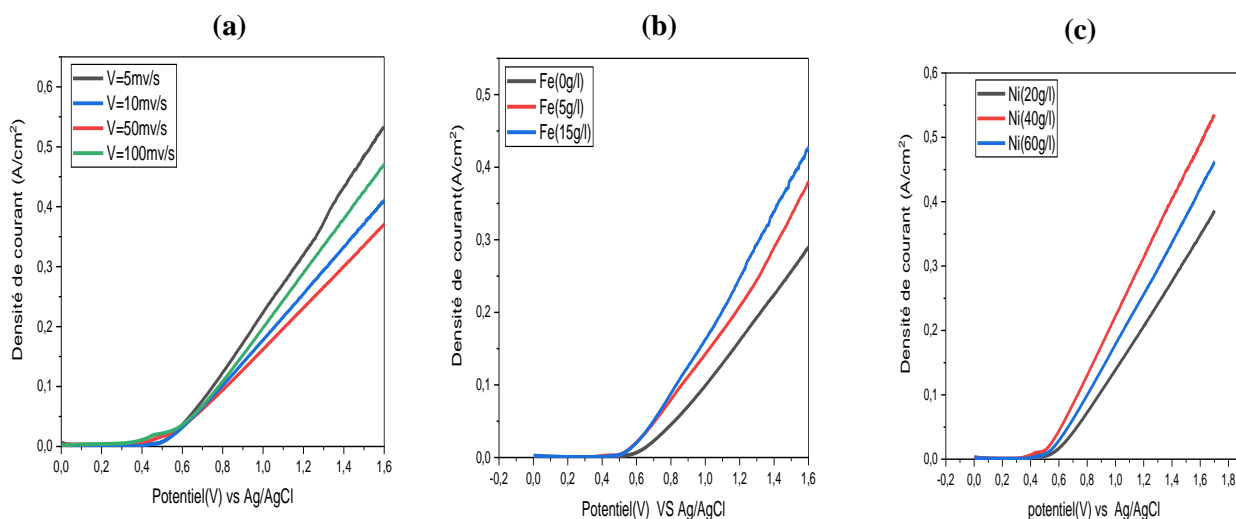 (a)
(b)
(c)
Densité de courant (A/cm²)
0,6
0,5
0,4
0,3
0,2
0,1
0,0
V=5mv/s
V=10mv/s
V=50mv/s
V=100mv/s
0,0 0,2 0,4 0,6 0,8 1,0 1,2 1,4 1,6
Potentiel(V) vs Ag/AgCl
Densité de courant(A/cm²)
0,5
0,4
0,3
0,2
0,1
0,0
Fe(0g/l)
Fe(5g/l)
Fe(15g/l)
-0,2 0,0 0,2 0,4 0,6 0,8 1,0 1,2 1,4 1,6
Potentiel(V) VS Ag/AgCl
Densité de courant (A/cm²)
0,6
0,5
0,4
0,3
0,2
0,1
0,0
Ni(20g/l)
Ni(40g/l)
Ni(60g/l)
-0,2 0,0 0,2 0,4 0,6 0,8 1,0 1,2 1,4 1,6 1,8
potentiel(V) vs Ag/AgCl